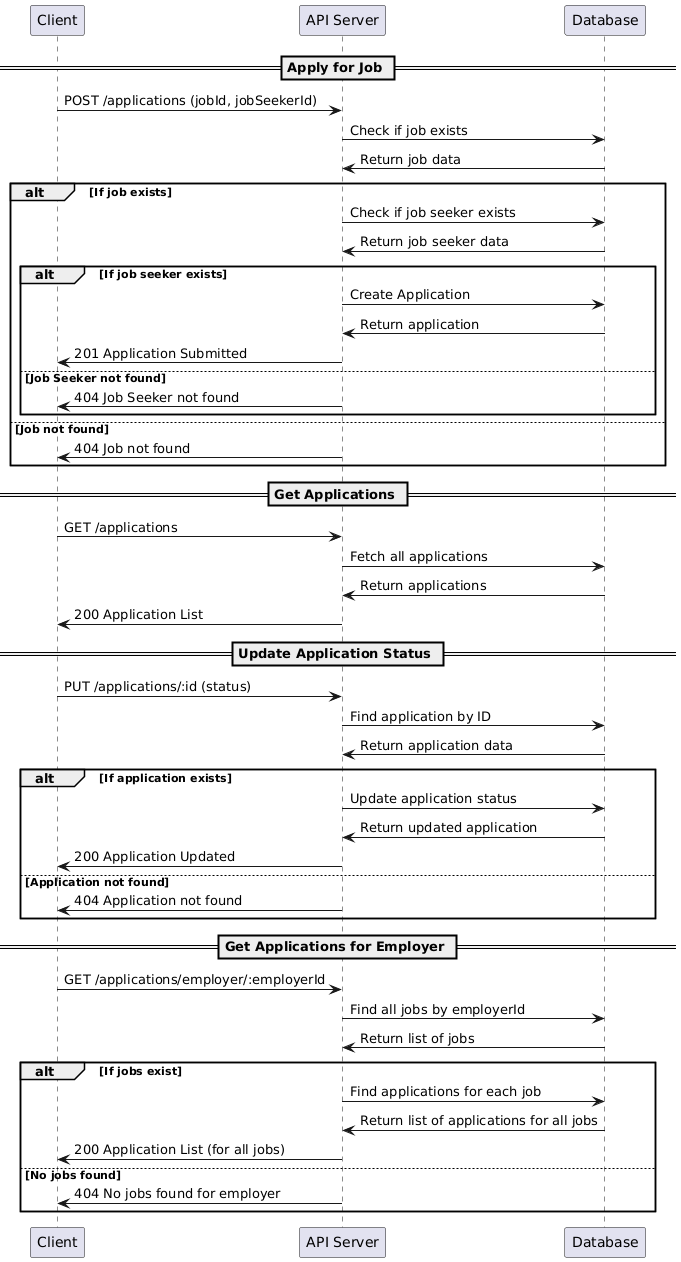 Client
API Server
Database
Apply for Job
POST /applications (jobId, jobSeekerId)
Check if job exists
Return job data
alt
[If job exists]
Check if job seeker exists
Return job seeker data
alt
[If job seeker exists]
Create Application
Return application
201 Application Submitted
[Job Seeker not found]
404 Job Seeker not found
[Job not found]
404 Job not found
Get Applications
GET /applications
Fetch all applications
Return applications
200 Application List
Update Application Status
PUT /applications/:id (status)
Find application by ID
Return application data
alt
[If application exists]
Update application status
Return updated application
200 Application Updated
[Application not found]
404 Application not found
Get Applications for Employer
GET /applications/employer/:employerId
Find all jobs by employerId
Return list of jobs
alt
[If jobs exist]
Find applications for each job
Return list of applications for all jobs
200 Application List (for all jobs)
[No jobs found]
404 No jobs found for employer
Client
API Server
Database